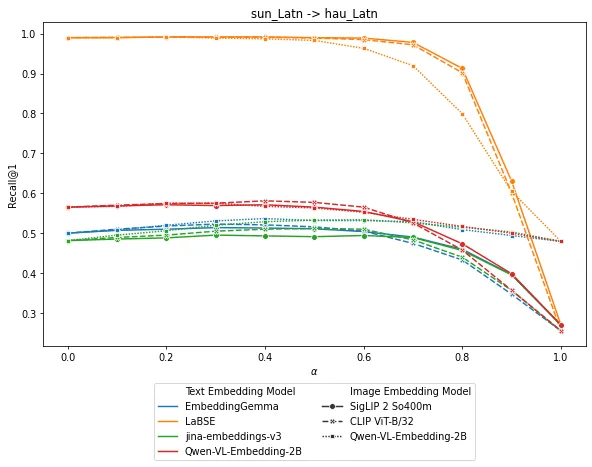 sun_Latn -> hau_Latn
1.0
0.9
0.8
0.7
0.6
0.5
0.4
0.3
Recall@1
0.0 0.2 0.4 0.6 0.8 1.0
α
Text Embedding Model
EmbeddingGemma
LaBSE
jina-embeddings-v3
Qwen-VL-Embedding-2B
Image Embedding Model
SigLIP 2 So400m
CLIP ViT-B/32
Qwen-VL-Embedding-2B